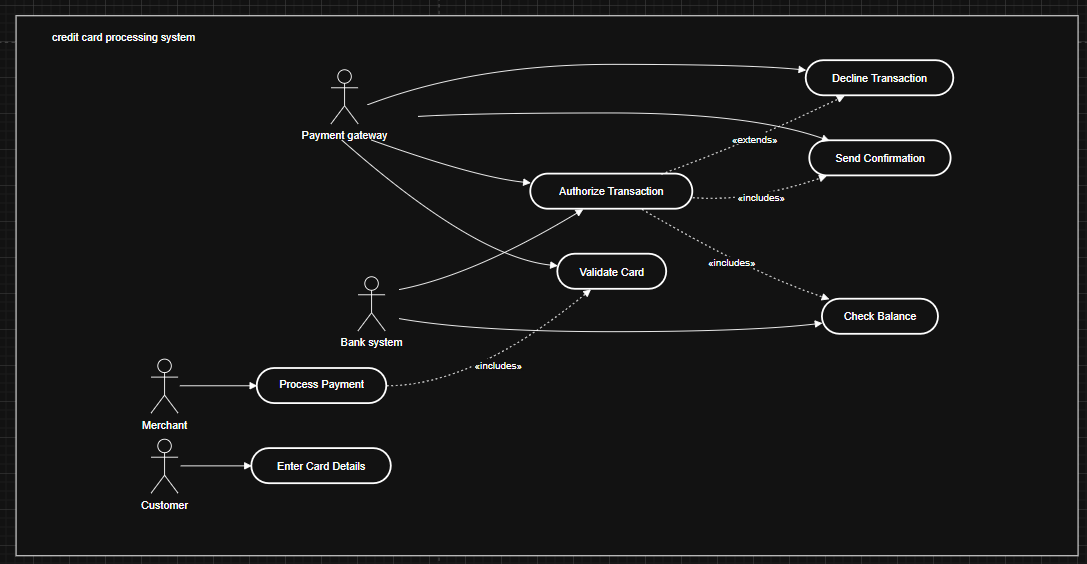 credit card processing system
Decline Transaction
Payment gateway
«extends»
Send Confirmation
Authorize Transaction
«includes»
«includes»
Validate Card
Check Balance
Bank system
«includes»
Process Payment
Merchant
Enter Card Details
Customer